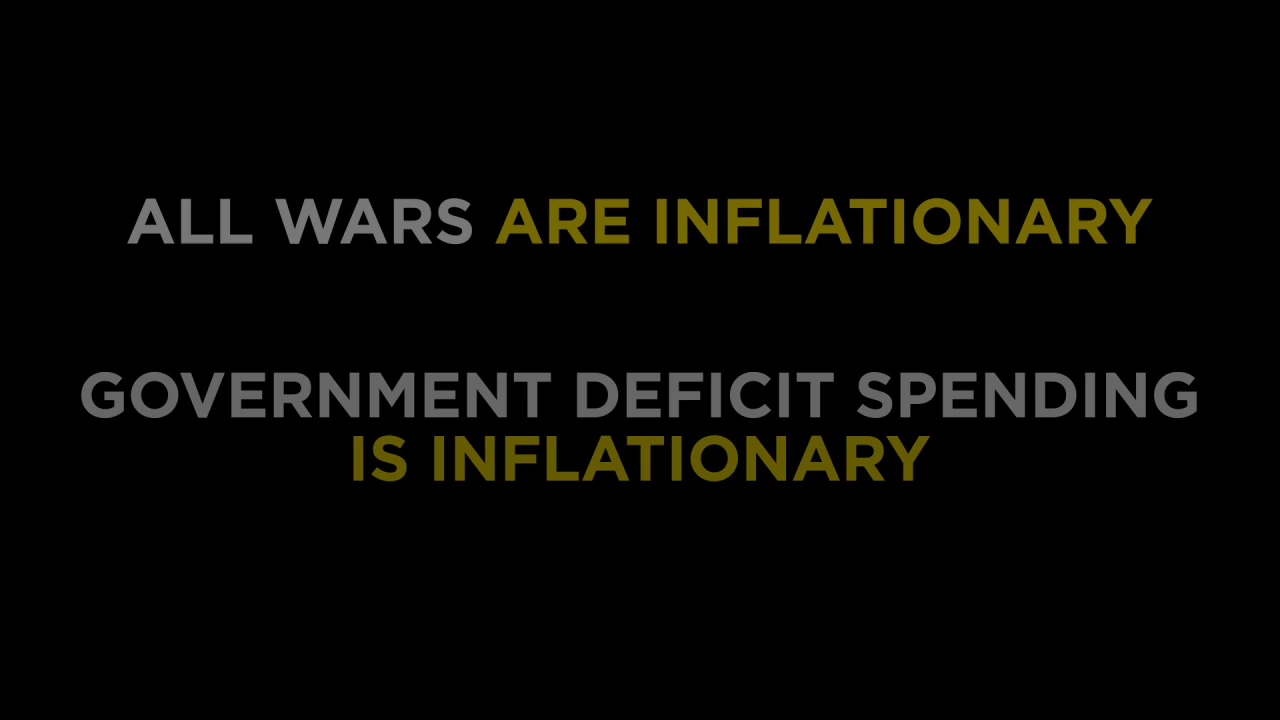 ALL WARS ARE INFLATIONARY
GOVERNMENT DEFICIT SPENDING
IS INFLATIONARY